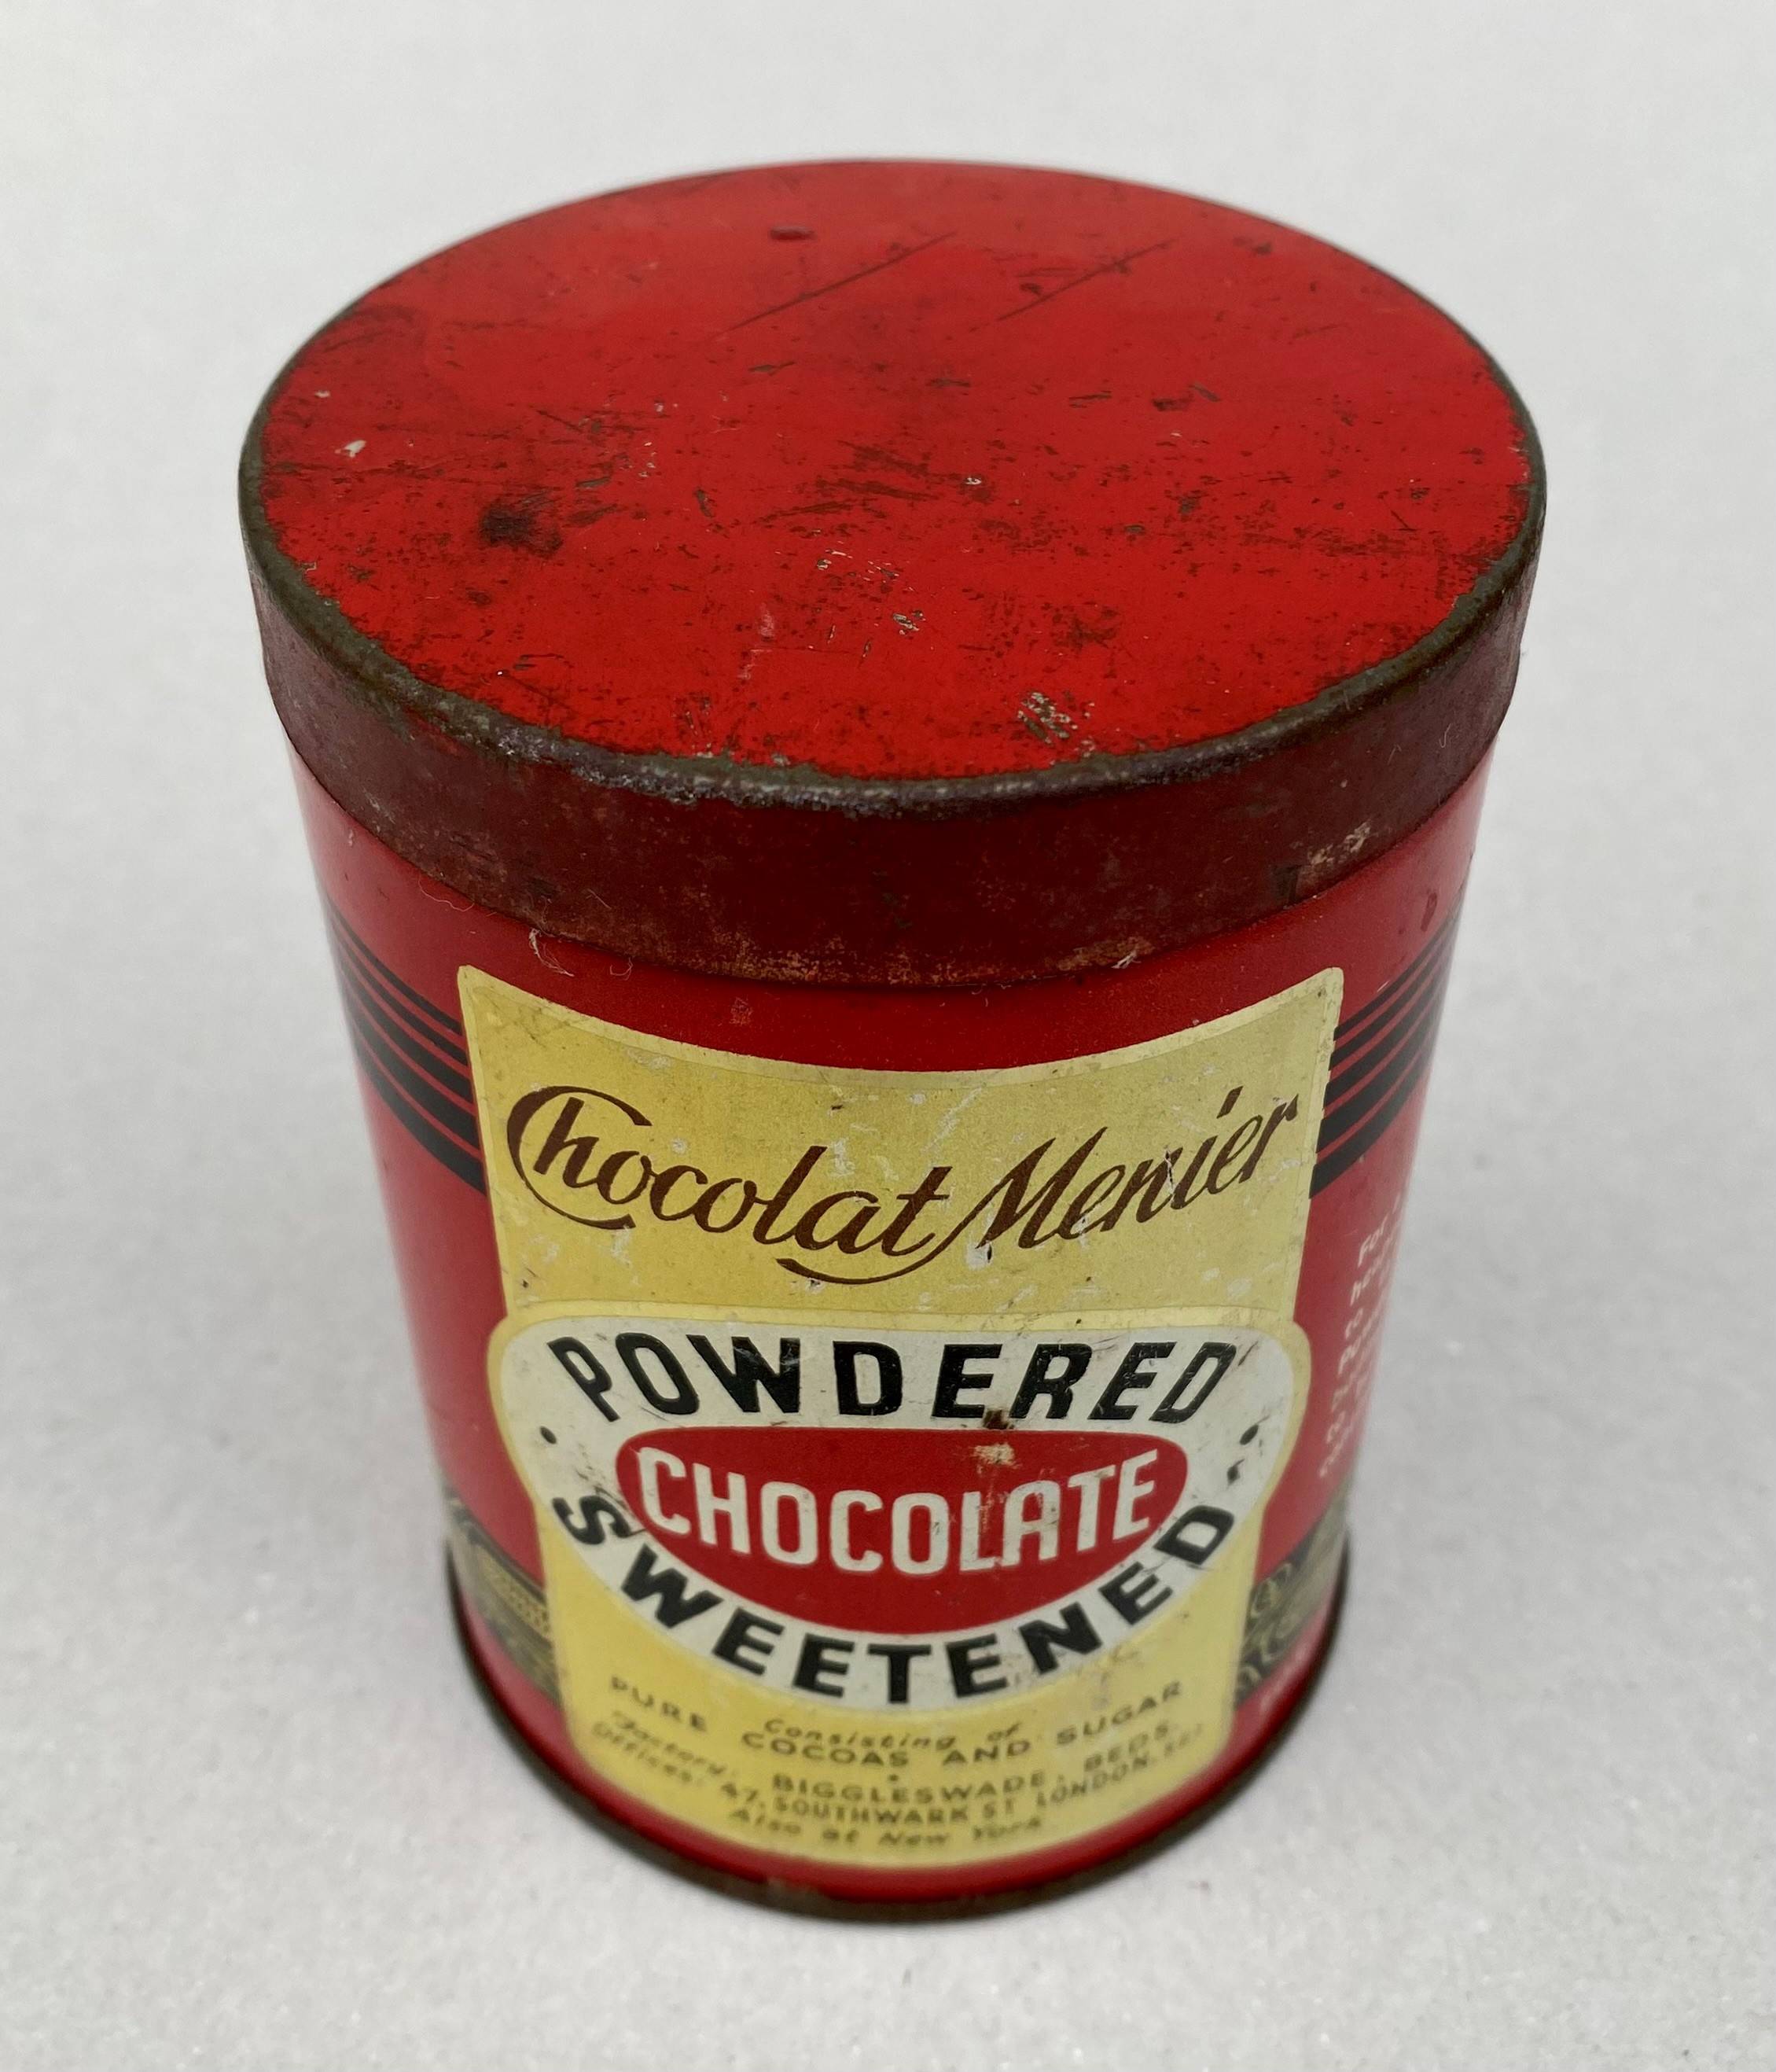 Chocolat Menier
POWDERED
CHOCOLATE
SWEETENED
Consisting of
PURE COCOAS AND SUGAR
Factory: BIGGLESWADE, BEDS.
Offices: 47, SOUTHWARK ST LONDON,
Also at New York
For